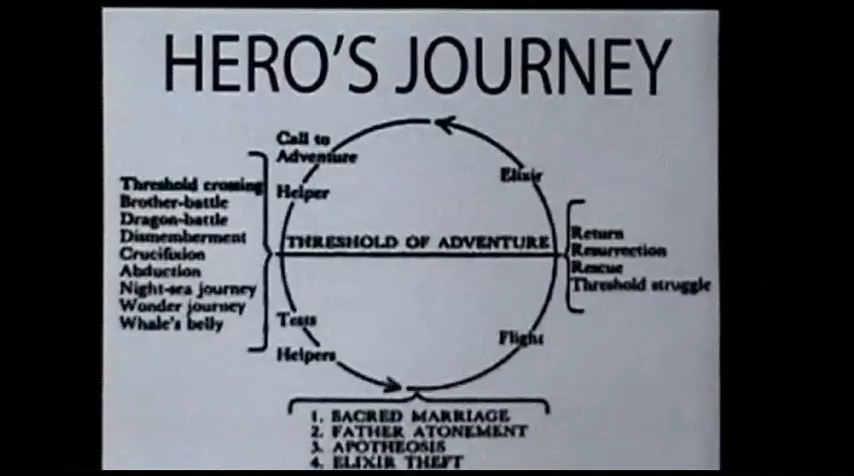 HERO'S JOURNEY
Call to
Adventure
Helper
Elixir
Threshold crossing
Brother-battle
Dragon-battle
Dismemberment
Crucifixion
Abduction
Night-sea journey
Wonder journey
Whale's belly
THRESHOLD OF ADVENTURE
Return
Resurrection
Rescue
Threshold struggle
Tests
Helpers
Flight
1. SACRED MARRIAGE
2. FATHER ATONEMENT
3. APOTHEOSIS
4. ELIXIR THEFT